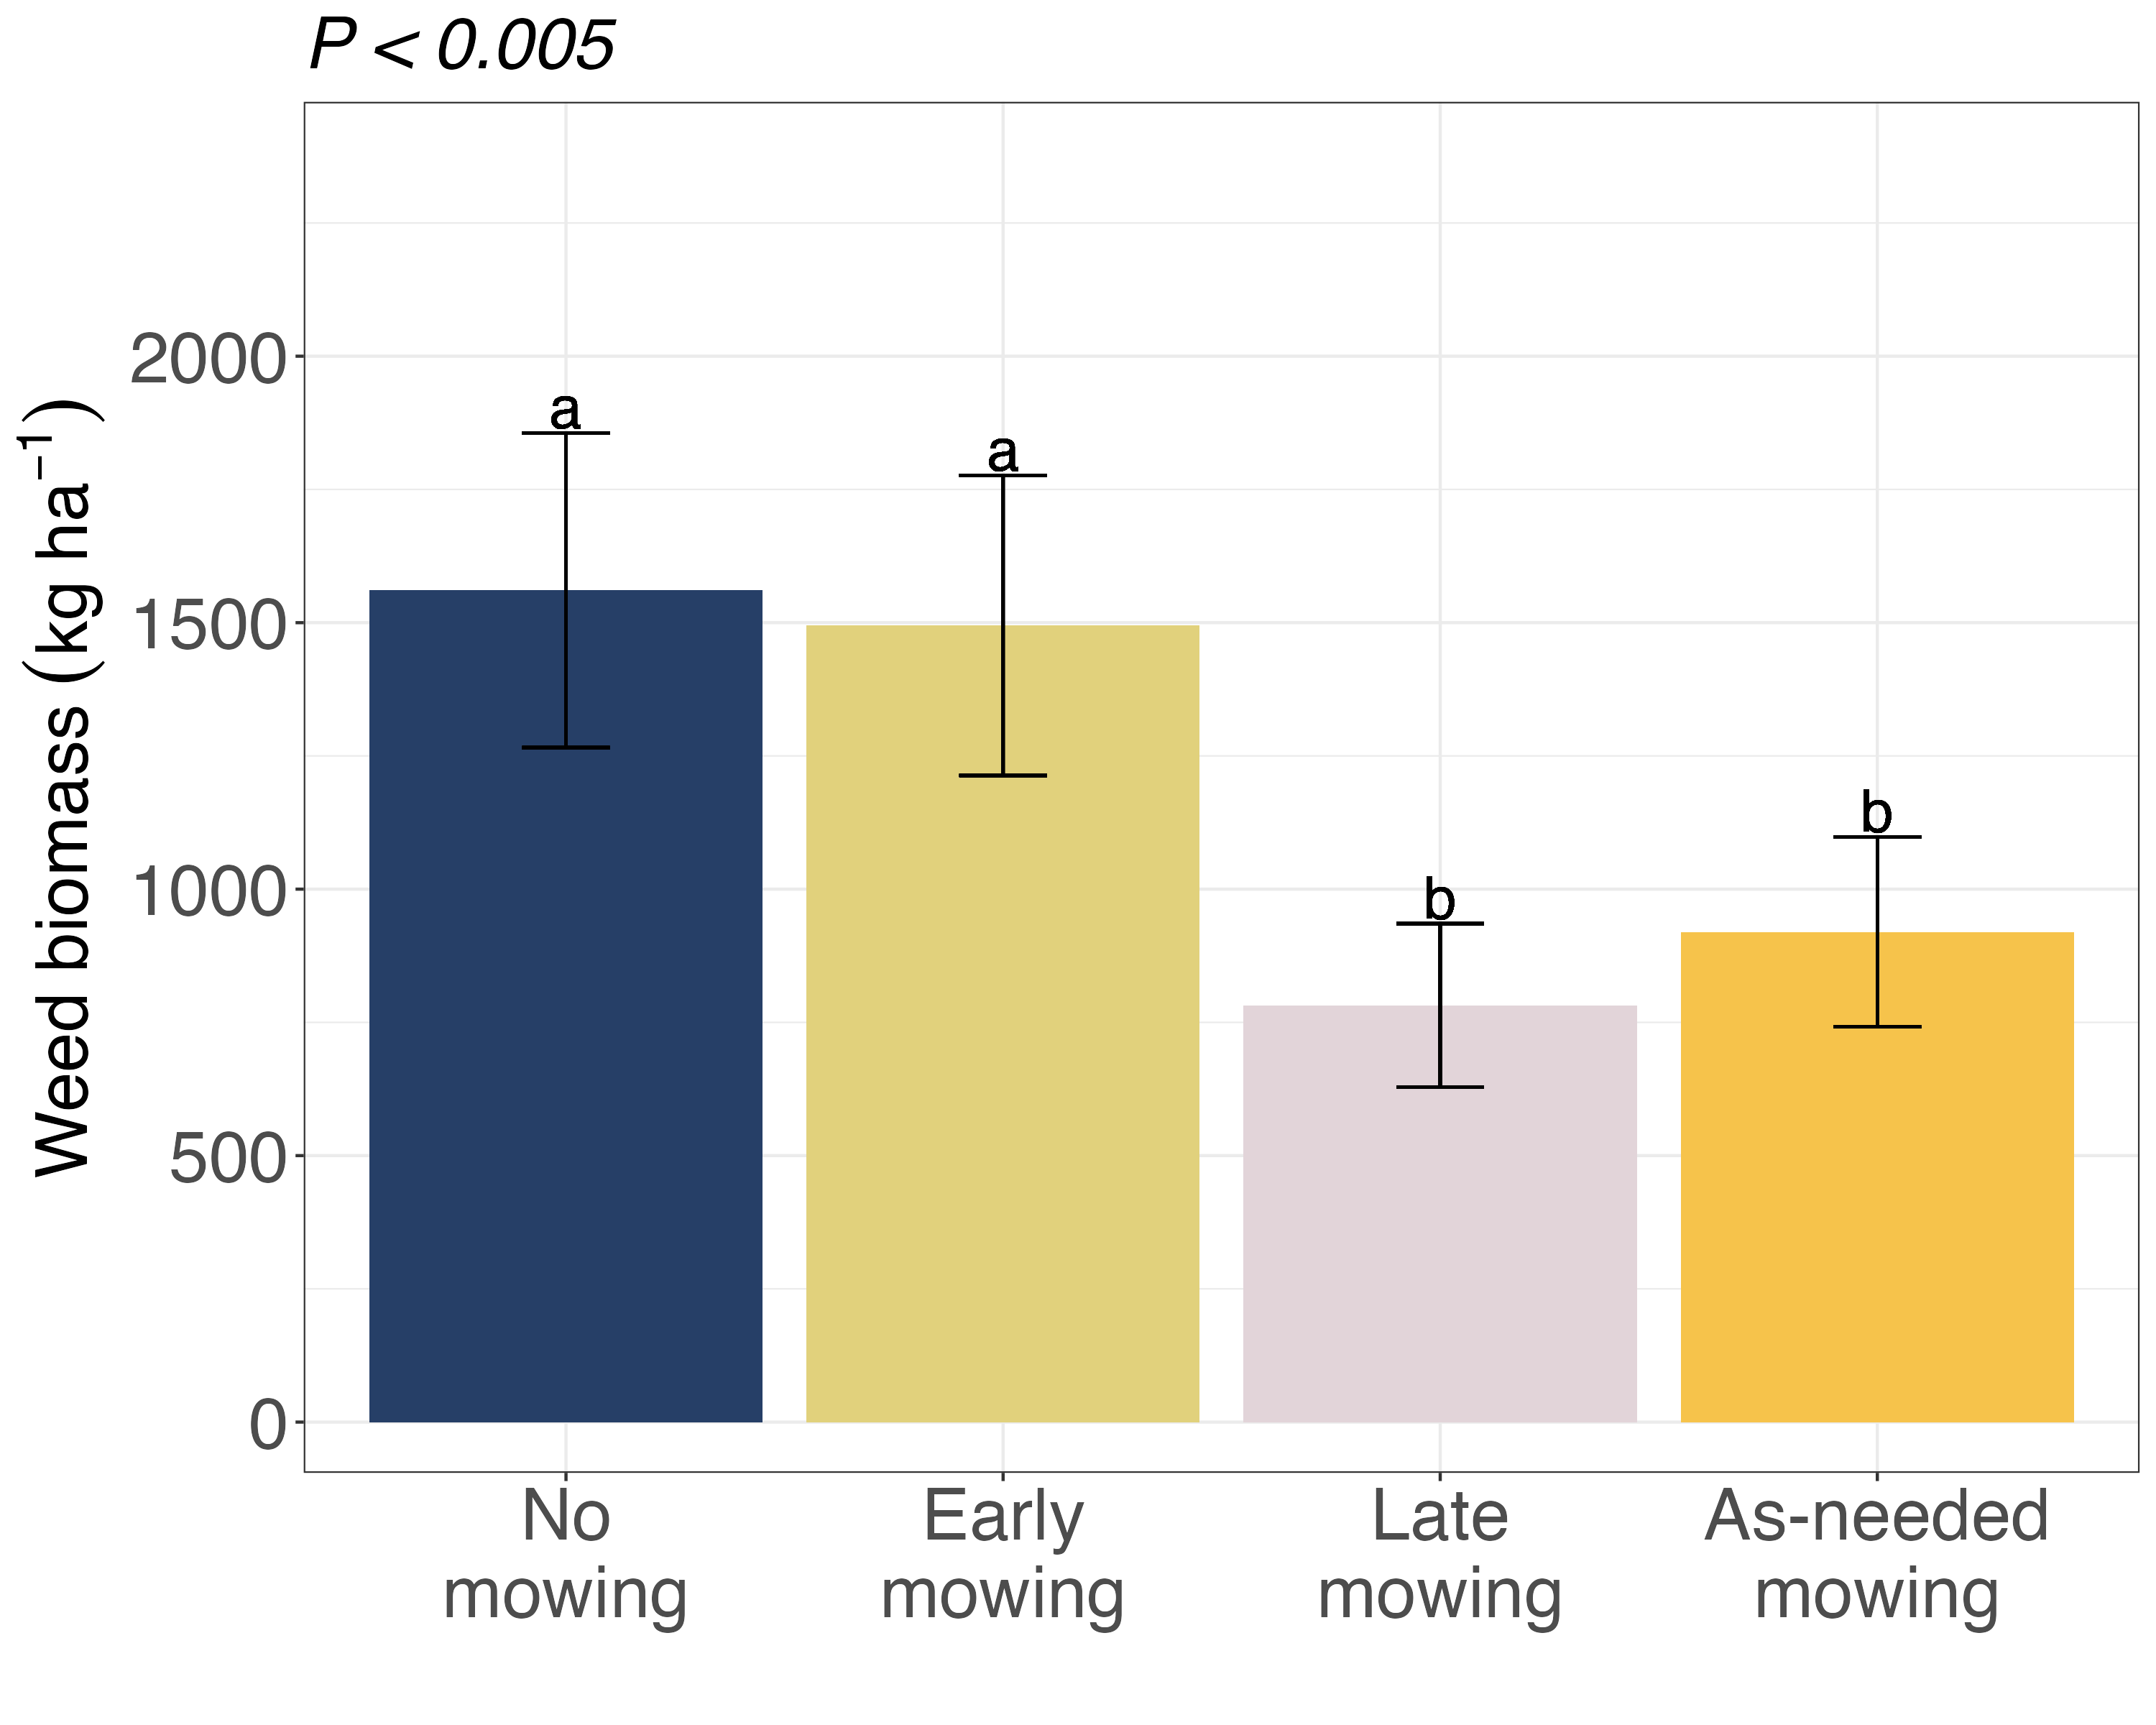 P < 0.005
Weed biomass (kg ha⁻¹)
2000
1500
1000
500
0
a
a
b
b
No
mowing
Early
mowing
Late
mowing
As-needed
mowing